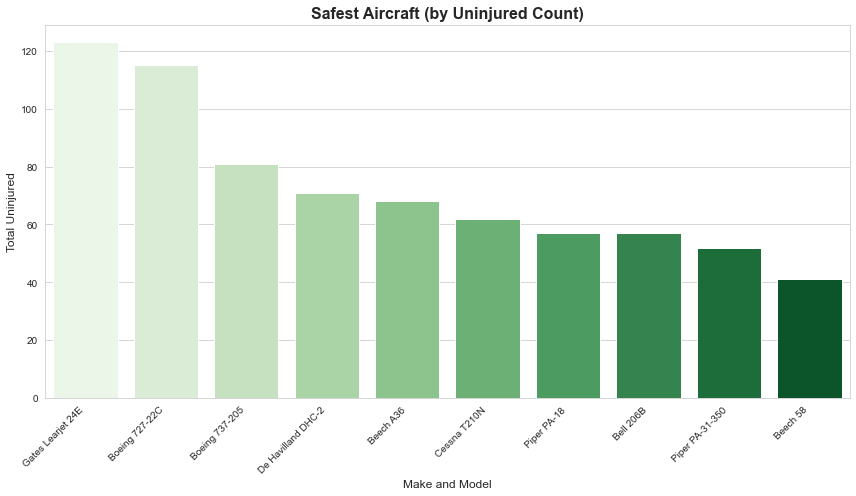 Safest Aircraft (by Uninjured Count)
Total Uninjured
120
100
80
60
40
20
0
Gates Learjet 24E
Boeing 727-22C
Boeing 737-205
De Havilland DHC-2
Beech A36
Cessna T210N
Piper PA-18
Bell 206B
Piper PA-31-350
Beech 58
Make and Model